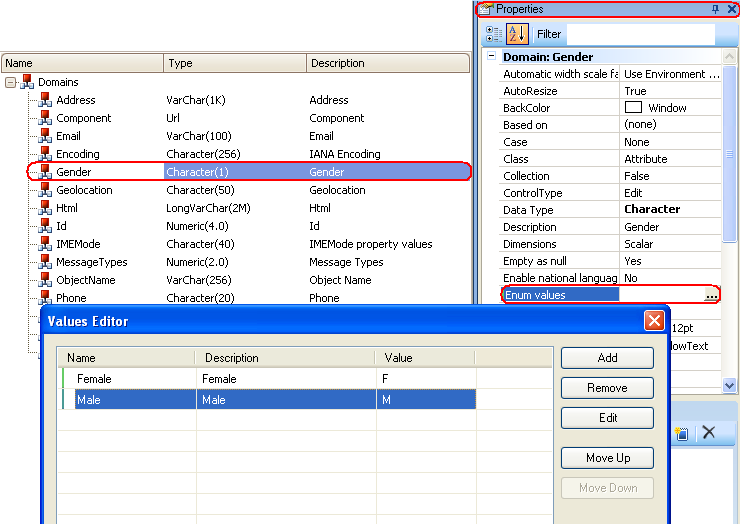 Properties
Filter
Name Type Description
Domains
Address VarChar(1K) Address
Component Url Component
Email VarChar(100) Email
Encoding Character(256) IANA Encoding
Gender Character(1) Gender
Geolocation Character(50) Geolocation
Html LongVarChar(2M) Html
Id Numeric(4.0) Id
IMEMode Character(40) IMEMode property values
MessageTypes Numeric(2.0) Message Types
ObjectName VarChar(256) Object Name
Phone Character(20) Phone
Domain: Gender
Automatic width scale fa Use Environment ...
AutoResize True
BackColor Window
Based on (none)
Case None
Class Attribute
Collection False
ControlType Edit
Data Type Character
Description Gender
Dimensions Scalar
Empty as null Yes
Enable national languag No
Enum values ...
12pt
Values Editor
Name Description Value
Female Female F
Male Male M
Add
Remove
Edit
Move Up
Move Down